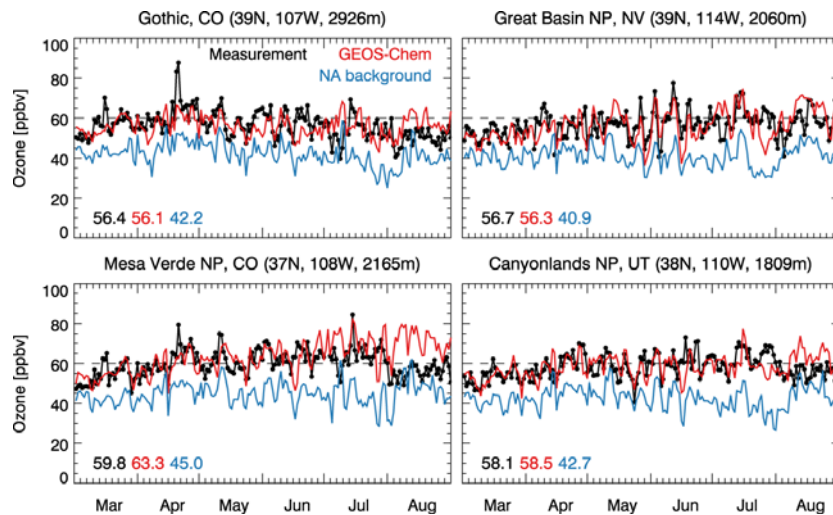 Gothic, CO (39N, 107W, 2926m)
Great Basin NP, NV (39N, 114W, 2060m)
100
80
60
40
20
0
Ozone [ppbv]
Measurement
GEOS-Chem
NA background
56.4 56.1 42.2
56.7 56.3 40.9
Mesa Verde NP, CO (37N, 108W, 2165m)
Canyonlands NP, UT (38N, 110W, 1809m)
100
80
60
40
20
0
Ozone [ppbv]
59.8 63.3 45.0
58.1 58.5 42.7
Mar Apr May Jun Jul Aug
Mar Apr May Jun Jul Aug